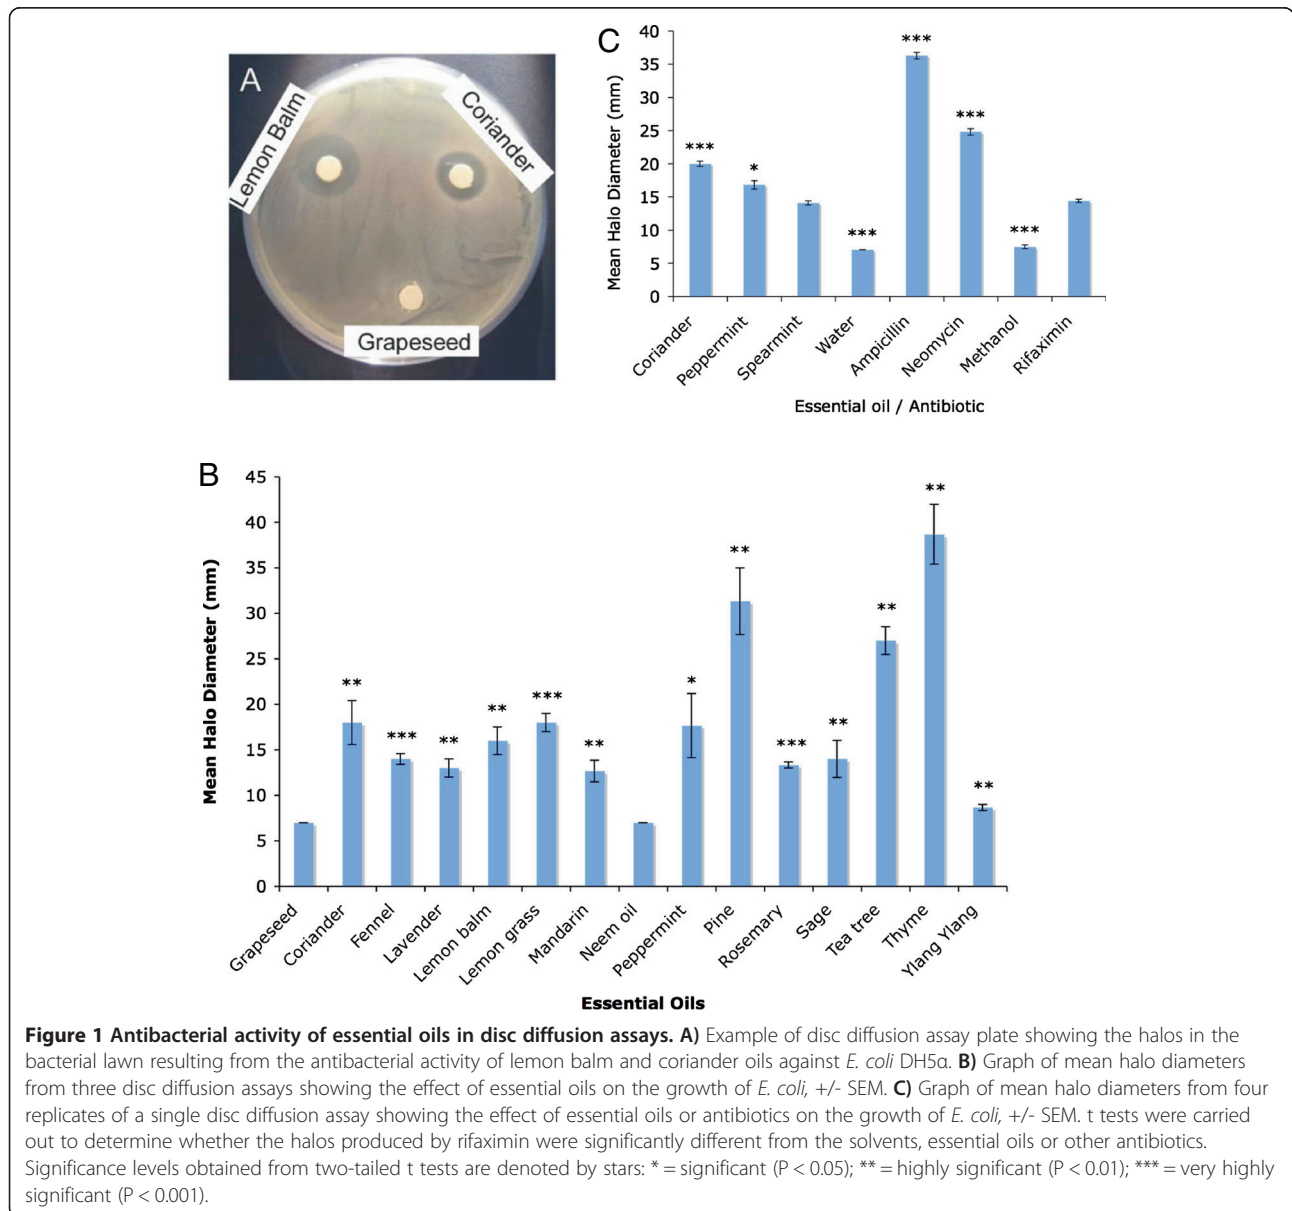 A
Lemon Balm
Coriander
Grapeseed
C
Mean Halo Diameter (mm)
40
35
30
25
20
15
10
5
0
***
*
***
***
***
***
Coriander
Peppermint
Spearmint
Water
Ampicillin
Neomycin
Methanol
Rifaximin
Essential oil / Antibiotic
B
Mean Halo Diameter (mm)
45
40
35
30
25
20
15
10
5
0
**
***
**
**
***
**
*
**
***
**
**
**
**
Grapeseed
Coriander
Fennel
Lavender
Lemon balm
Lemon grass
Mandarin
Neem oil
Peppermint
Pine
Rosemary
Sage
Tea tree
Thyme
Ylang Ylang
Essential Oils
Figure 1 Antibacterial activity of essential oils in disc diffusion assays. A) Example of disc diffusion assay plate showing the halos in the
bacterial lawn resulting from the antibacterial activity of lemon balm and coriander oils against E. coli DH5α. B) Graph of mean halo diameters
from three disc diffusion assays showing the effect of essential oils on the growth of E. coli, +/- SEM. C) Graph of mean halo diameters from four
replicates of a single disc diffusion assay showing the effect of essential oils or antibiotics on the growth of E. coli, +/- SEM. t tests were carried
out to determine whether the halos produced by rifaximin were significantly different from the solvents, essential oils or other antibiotics.
Significance levels obtained from two-tailed t tests are denoted by stars: * = significant (P < 0.05); ** = highly significant (P < 0.01); *** = very highly
significant (P < 0.001).